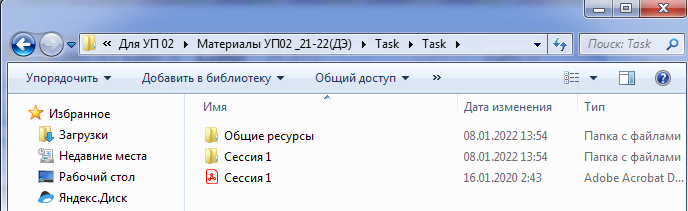 « Для УП 02 ▸ Материалы УП02 _21-22(ДЭ) ▸ Task ▸ Task ▸ Поиск: Task
Упорядочить Добавить в библиотеку Общий доступ »
Избранное
Загрузки
Недавние места
Рабочий стол
Яндекс.Диск
Имя Дата изменения Тип
Общие ресурсы 08.01.2022 13:54 Папка с файлами
Сессия 1 08.01.2022 13:54 Папка с файлами
Сессия 1 16.01.2020 2:43 Adobe Acrobat D...